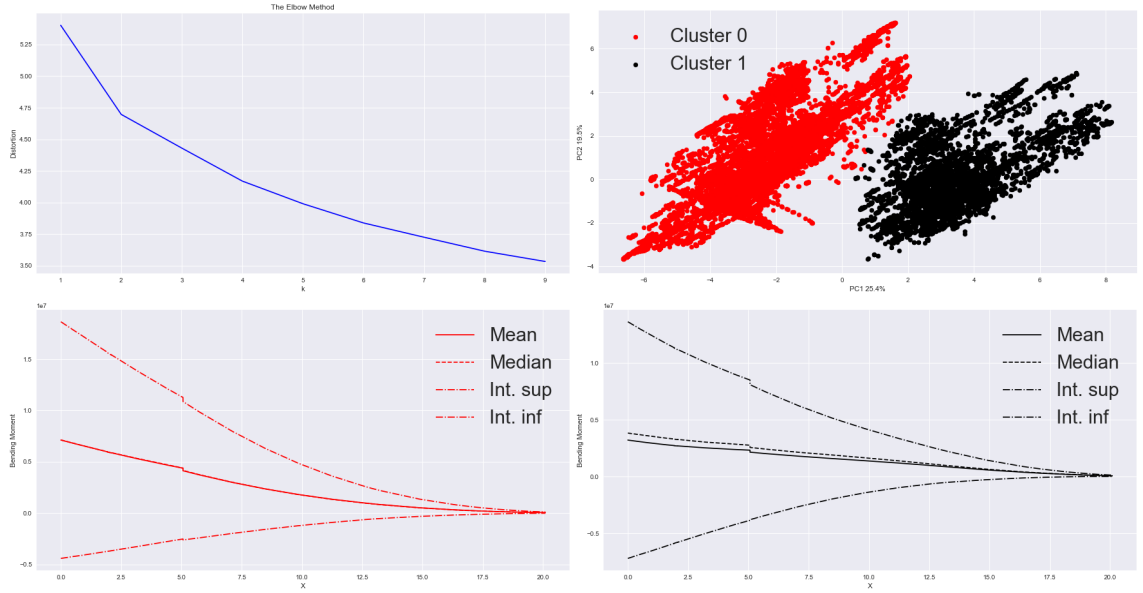 The Elbow Method
5.25
5.00
4.75
4.50
4.25
4.00
3.75
3.50
Distortion
1 2 3 4 5 6 7 8 9
k
Cluster 0
Cluster 1
6
4
2
0
−2
−4
PC2 19.5%
−6 −4 −2 0 2 4 6 8
PC1 25.4%
1e7
Mean
Median
Int. sup
Int. inf
1.5
1.0
0.5
0.0
−0.5
Bending Moment
0.0 2.5 5.0 7.5 10.0 12.5 15.0 17.5 20.0
X
1e7
Mean
Median
Int. sup
Int. inf
1.0
0.5
0.0
−0.5
Bending Moment
0.0 2.5 5.0 7.5 10.0 12.5 15.0 17.5 20.0
X